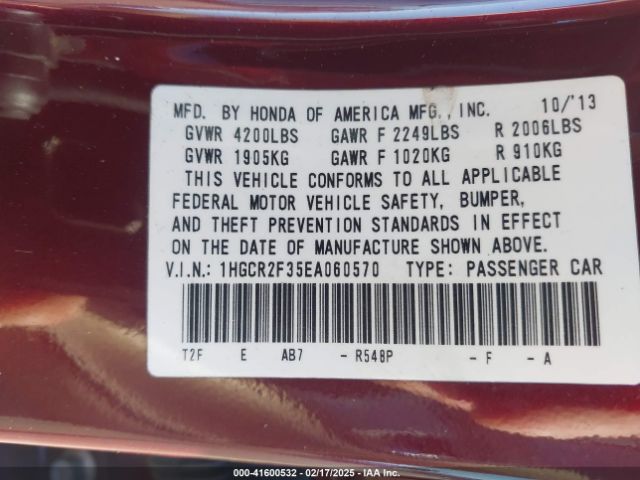 MFD. BY HONDA OF AMERICA MFG., INC. 10/'13
GVWR 4200LBS GAWR F 2249LBS R 2006LBS
GVWR 1905KG GAWR F 1020KG R 910KG
THIS VEHICLE CONFORMS TO ALL APPLICABLE
FEDERAL MOTOR VEHICLE SAFETY, BUMPER,
AND THEFT PREVENTION STANDARDS IN EFFECT
ON THE DATE OF MANUFACTURE SHOWN ABOVE.
V.I.N.: 1HGCR2F35EA060570 TYPE: PASSENGER CAR
T2F E AB7 - R548P - F - A
000-41600532 - 02/17/2025 - IAA Inc.